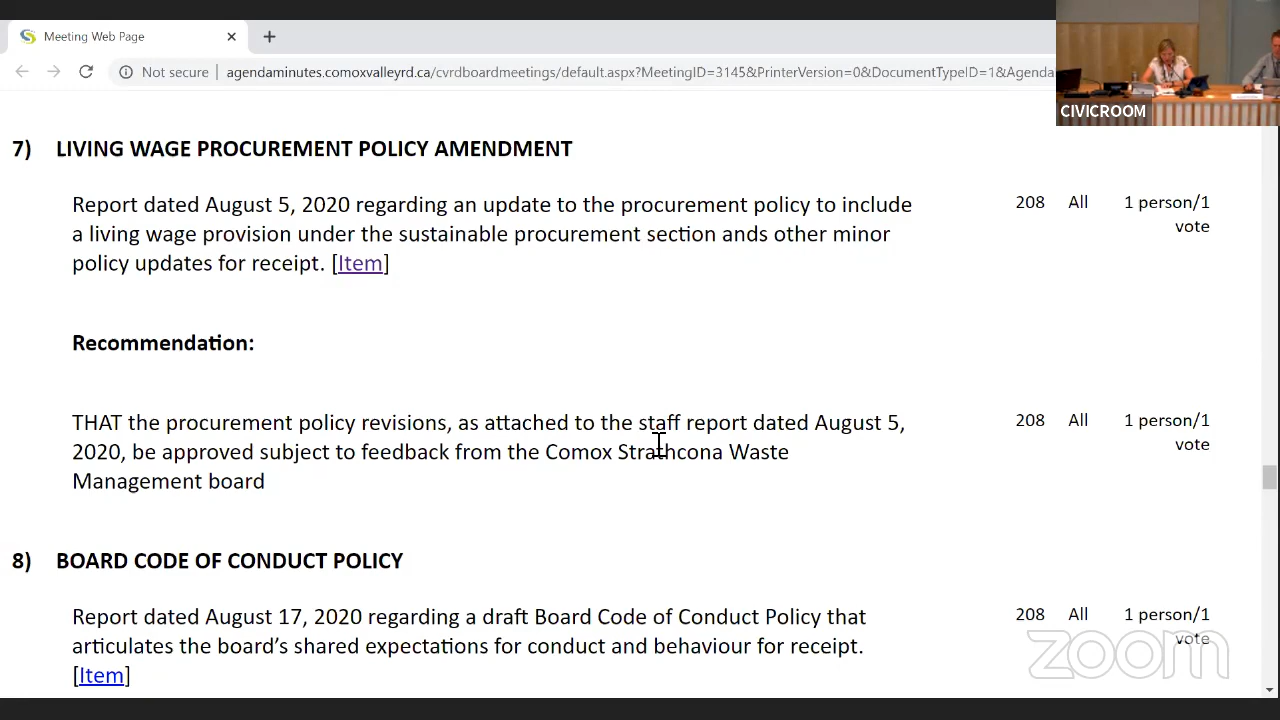 Meeting Web Page
Not secure
agendaminutes.comoxvalleyrd.ca/cvrdboardmeetings/default.aspx?MeetingID=3145&PrinterVersion=0&DocumentTypeID=1&Agenda
CIVICROOM
7) LIVING WAGE PROCUREMENT POLICY AMENDMENT
Report dated August 5, 2020 regarding an update to the procurement policy to include 208 All 1 person/1
a living wage provision under the sustainable procurement section ands other minor vote
policy updates for receipt. [Item]
Recommendation:
THAT the procurement policy revisions, as attached to the staff report dated August 5, 208 All 1 person/1
2020, be approved subject to feedback from the Comox Strathcona Waste vote
Management board
8) BOARD CODE OF CONDUCT POLICY
Report dated August 17, 2020 regarding a draft Board Code of Conduct Policy that 208 All 1 person/1
articulates the board's shared expectations for conduct and behaviour for receipt. vote
[Item]
zoom